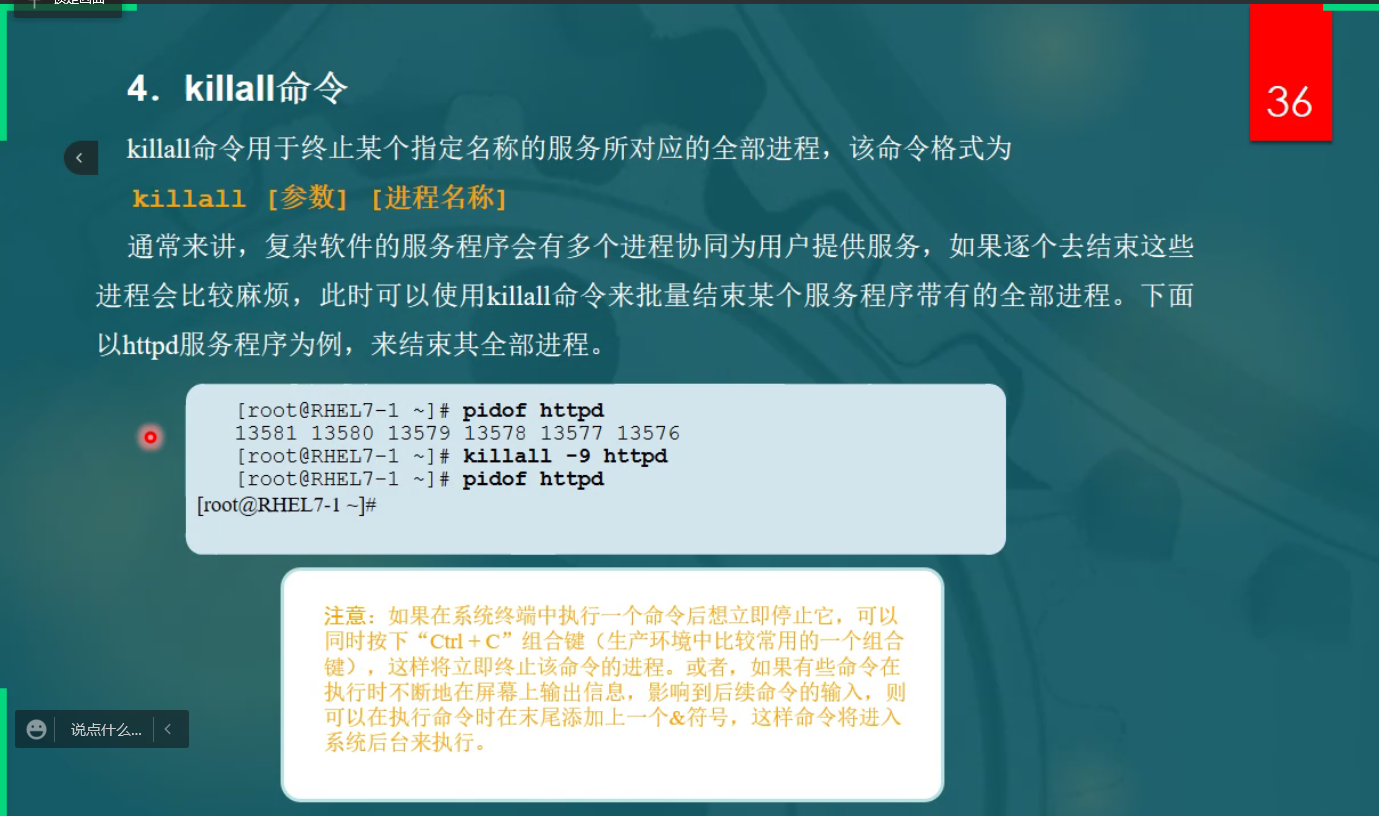 36
4．killall命令
killall命令用于终止某个指定名称的服务所对应的全部进程，该命令格式为
killall [参数] [进程名称]
通常来讲，复杂软件的服务程序会有多个进程协同为用户提供服务，如果逐个去结束这些
进程会比较麻烦，此时可以使用killall命令来批量结束某个服务程序带有的全部进程。下面
以httpd服务程序为例，来结束其全部进程。
[root@RHEL7-1 ~]# pidof httpd
13581 13580 13579 13578 13577 13576
[root@RHEL7-1 ~]# killall -9 httpd
[root@RHEL7-1 ~]# pidof httpd
[root@RHEL7-1 ~]#
注意：如果在系统终端中执行一个命令后想立即停止它，可以
同时按下“Ctrl + C”组合键（生产环境中比较常用的一个组合
键），这样将立即终止该命令的进程。或者，如果有些命令在
执行时不断地在屏幕上输出信息，影响到后续命令的输入，则
可以在执行命令时在末尾添加上一个&符号，这样命令将进入
系统后台来执行。
说点什么...